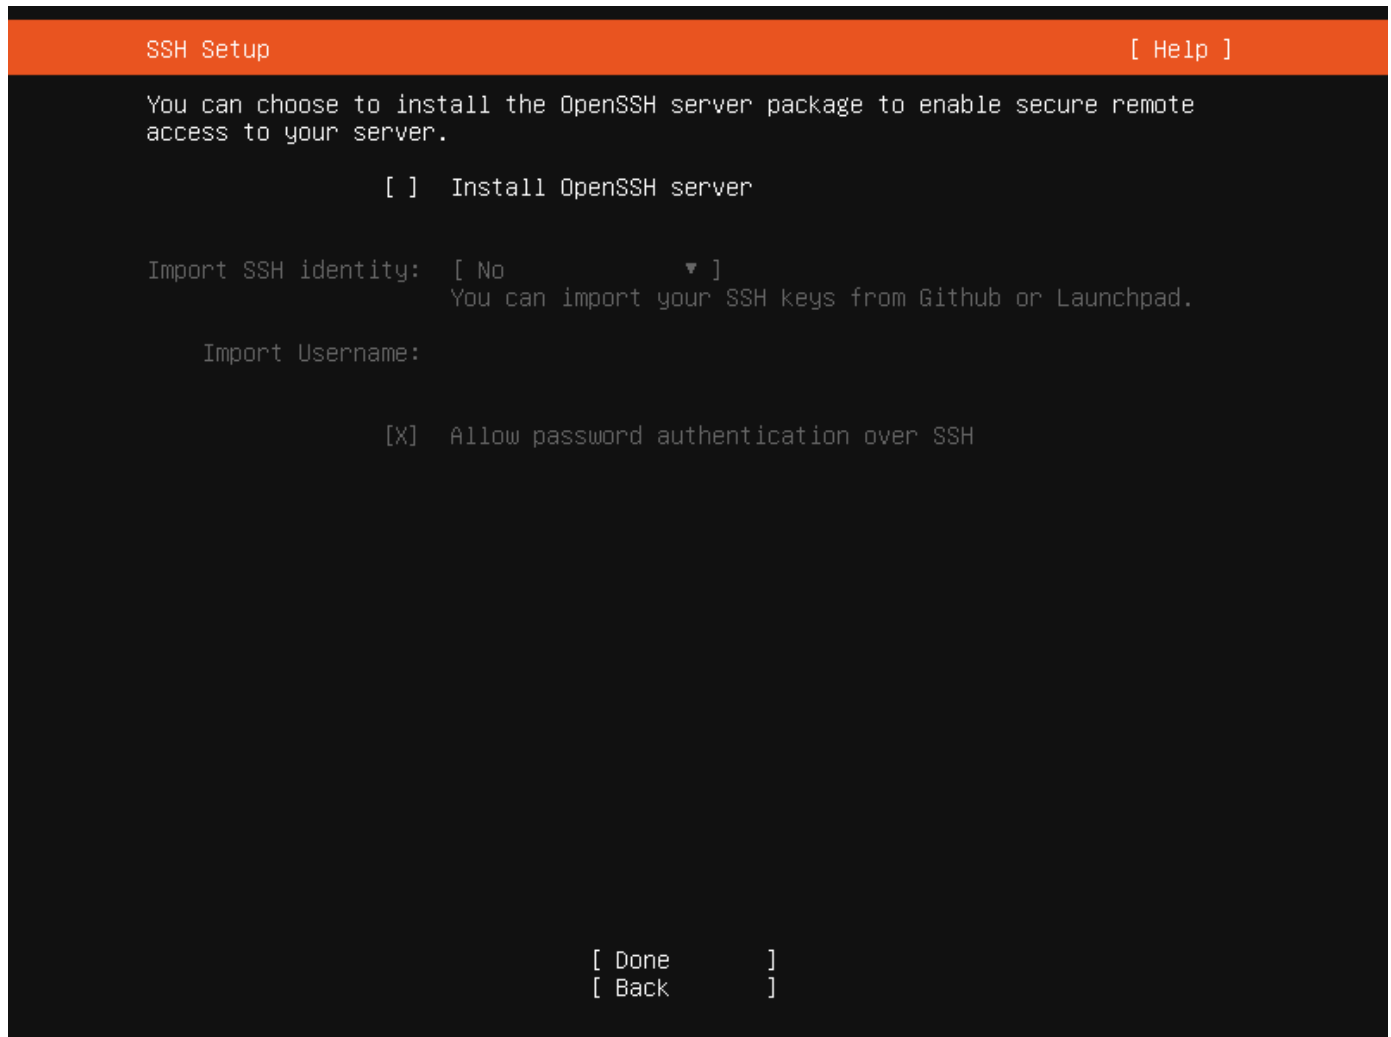 SSH Setup [ Help ]
You can choose to install the OpenSSH server package to enable secure remote
access to your server.
[ ] Install OpenSSH server
Import SSH identity: [ No ▼ ]
You can import your SSH keys from Github or Launchpad.
Import Username:
[X] Allow password authentication over SSH
[ Done ]
[ Back ]